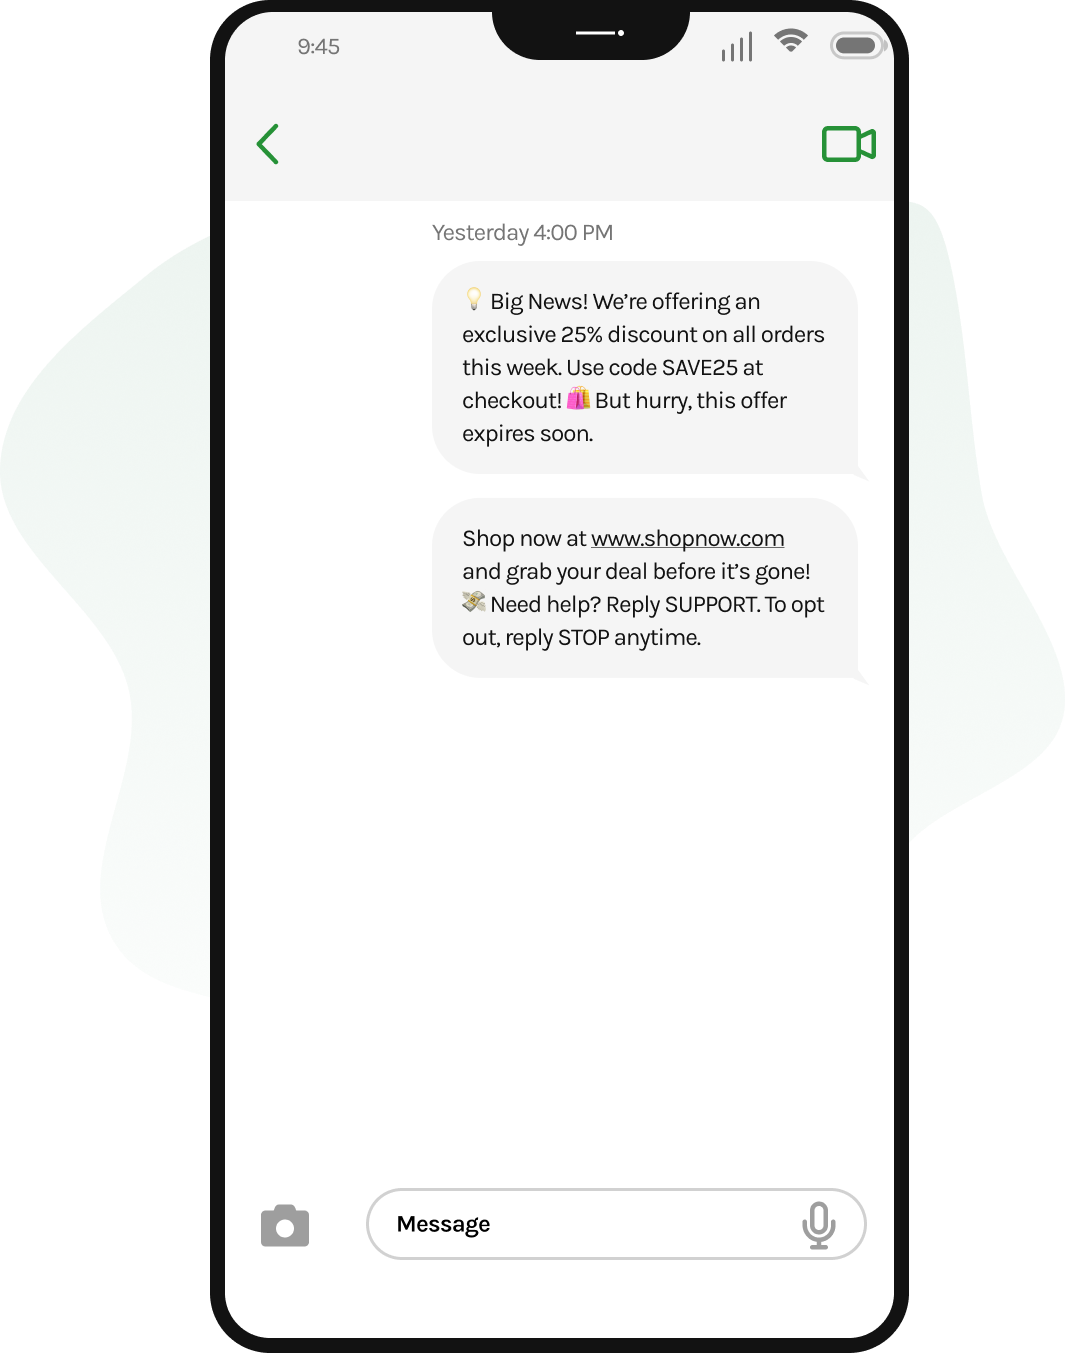 9:45
Yesterday 4:00 PM
💡 Big News! We’re offering an
exclusive 25% discount on all orders
this week. Use code SAVE25 at
checkout! 🛍️ But hurry, this offer
expires soon.
Shop now at www.shopnow.com
and grab your deal before it’s gone!
💸 Need help? Reply SUPPORT. To opt
out, reply STOP anytime.
Message